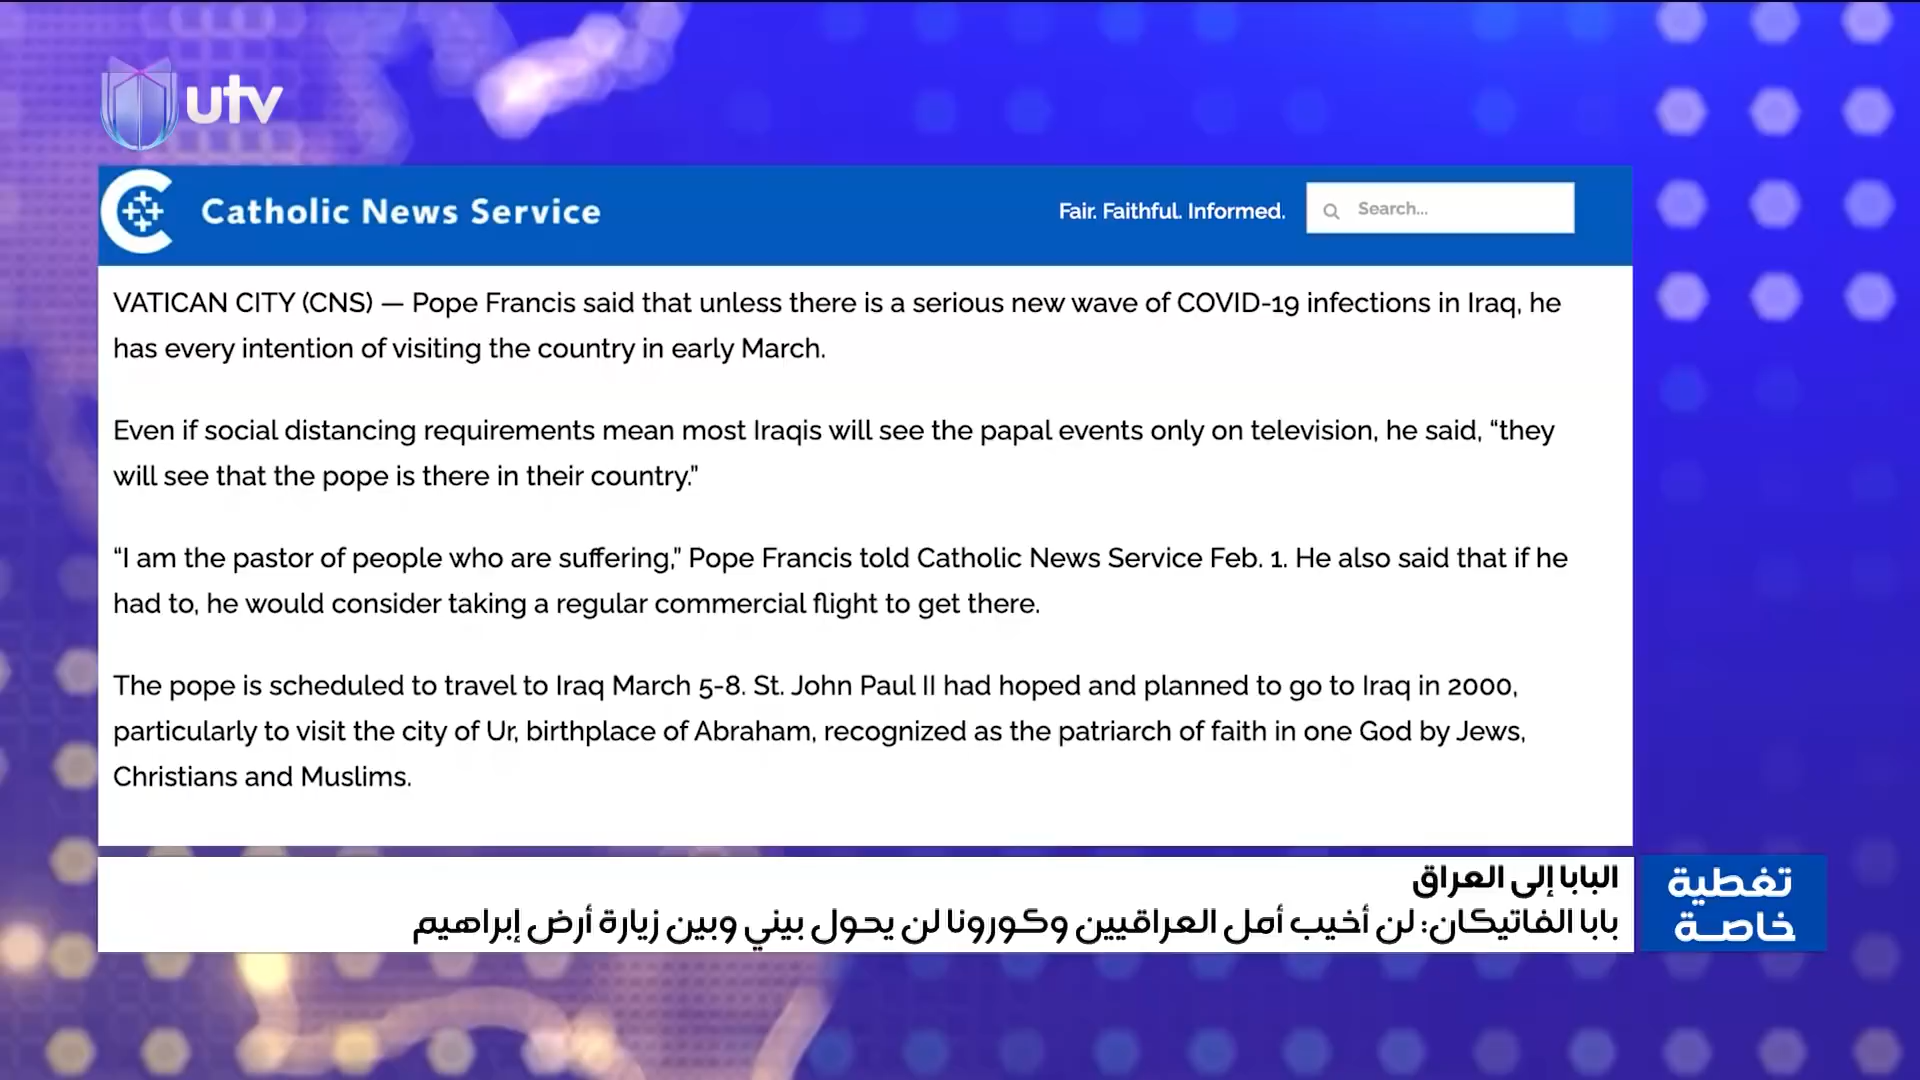 utv
Catholic News Service
Fair. Faithful. Informed.
Search...
VATICAN CITY (CNS) — Pope Francis said that unless there is a serious new wave of COVID-19 infections in Iraq, he
has every intention of visiting the country in early March.
Even if social distancing requirements mean most Iraqis will see the papal events only on television, he said, “they
will see that the pope is there in their country.”
“I am the pastor of people who are suffering,” Pope Francis told Catholic News Service Feb. 1. He also said that if he
had to, he would consider taking a regular commercial flight to get there.
The pope is scheduled to travel to Iraq March 5-8. St. John Paul II had hoped and planned to go to Iraq in 2000,
particularly to visit the city of Ur, birthplace of Abraham, recognized as the patriarch of faith in one God by Jews,
Christians and Muslims.
تغطية
خاصة
البابا إلى العراق
بابا الفاتيكان: لن أخيب أمل العراقيين وكورونا لن يحول بيني وبين زيارة أرض إبراهيم